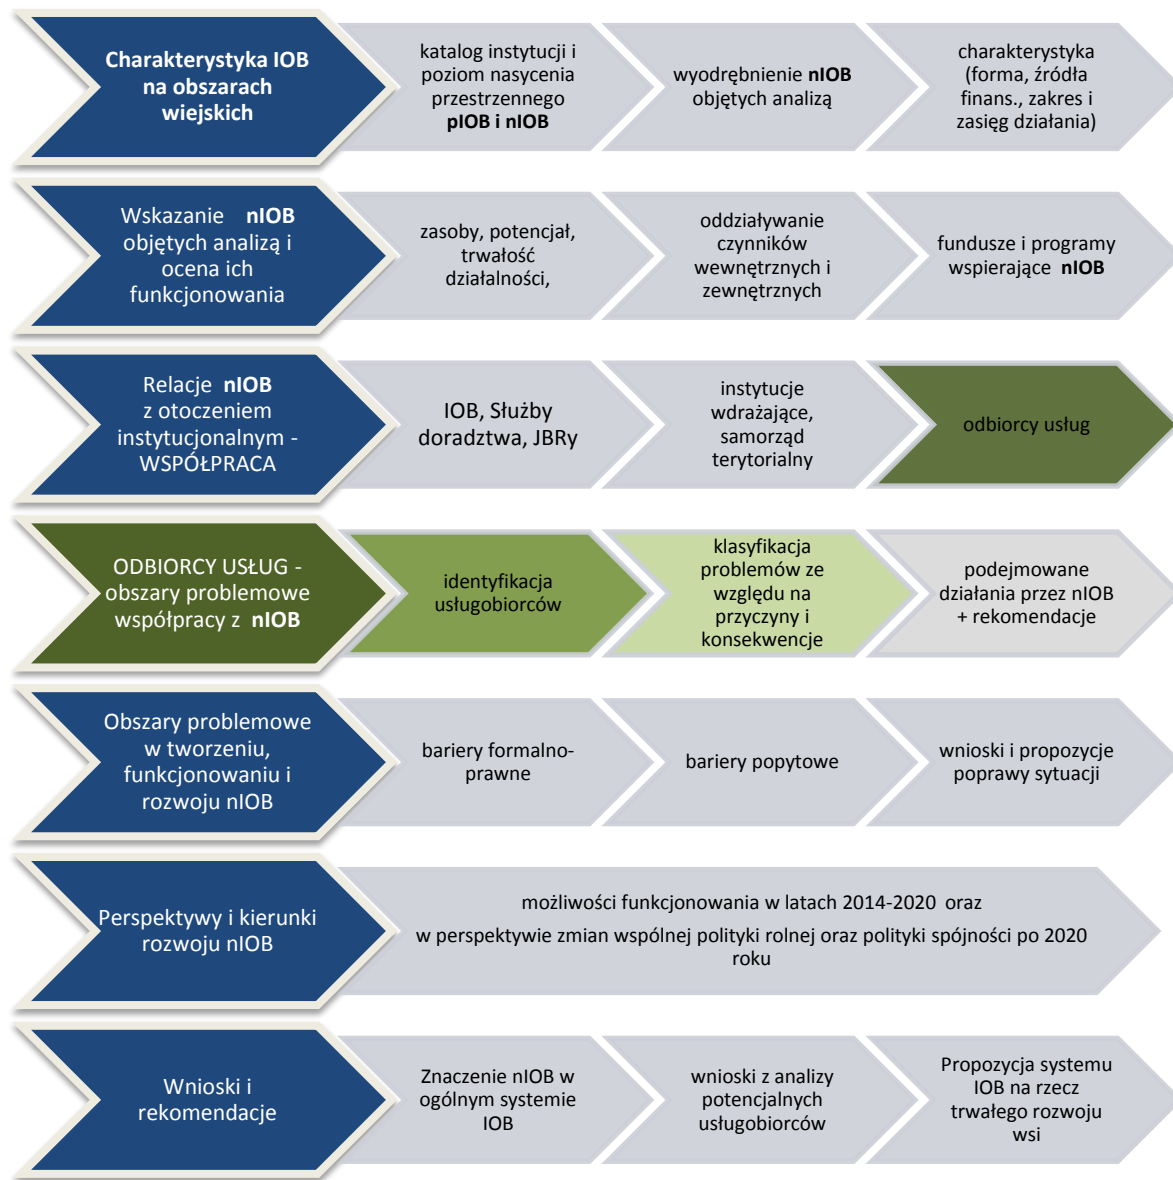 Charakterystyka IOB
na obszarach
wiejskich
katalog instytucji i
poziom nasycenia
przestrzennego
pIOB i nIOB
wyodrębnienie nIOB
objętych analizą
charakterystyka
(forma, źródła
finans., zakres i
zasięg działania)
Wskazanie nIOB
objętych analizą i
ocena ich
funkcjonowania
zasoby, potencjał,
trwałość
działalności,
oddziaływanie
czynników
wewnętrznych i
zewnętrznych
fundusze i programy
wspierające nIOB
Relacje nIOB
z otoczeniem
instytucjonalnym -
WSPÓŁPRACA
IOB, Służby
doradztwa, JBRy
instytucje
wdrażające,
samorząd
terytorialny
odbiorcy usług
ODBIORCY USŁUG -
obszary problemowe
współpracy z nIOB
identyfikacja
usługobiorców
klasyfikacja
problemów ze
względu na
przyczyny i
konsekwencje
podejmowane
działania przez nIOB
+ rekomendacje
Obszary problemowe
w tworzeniu,
funkcjonowaniu i
rozwoju nIOB
bariery formalno-
prawne
bariery popytowe
wnioski i propozycje
poprawy sytuacji
Perspektywy i kierunki
rozwoju nIOB
możliwości funkcjonowania w latach 2014-2020 oraz
w perspektywie zmian wspólnej polityki rolnej oraz polityki spójności po 2020
roku
Wnioski i
rekomendacje
Znaczenie nIOB w
ogólnym systemie
IOB
wnioski z analizy
potencjalnych
usługobiorców
Propozycja systemu
IOB na rzecz
trwałego rozwoju
wsi